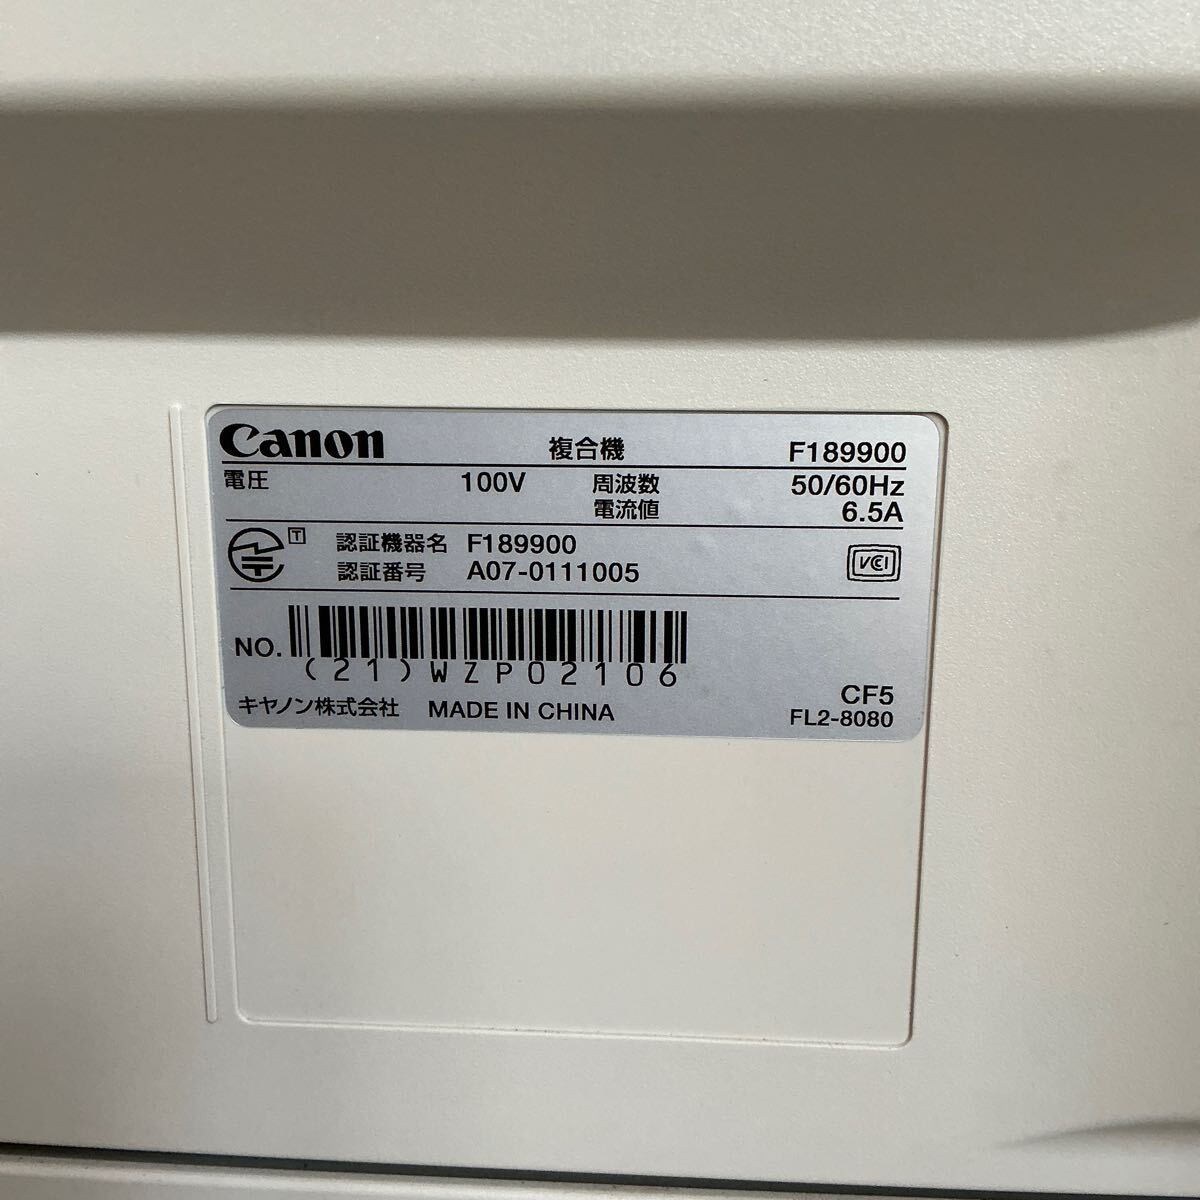 Canon 複合機 F189900
電圧 100V 周波数 50/60Hz
電流値 6.5A
T 認証機器名 F189900
認証番号 A07-0111005
VCCI
NO.
(21)WZP02106
キヤノン株式会社 MADE IN CHINA
CF5
FL2-8080